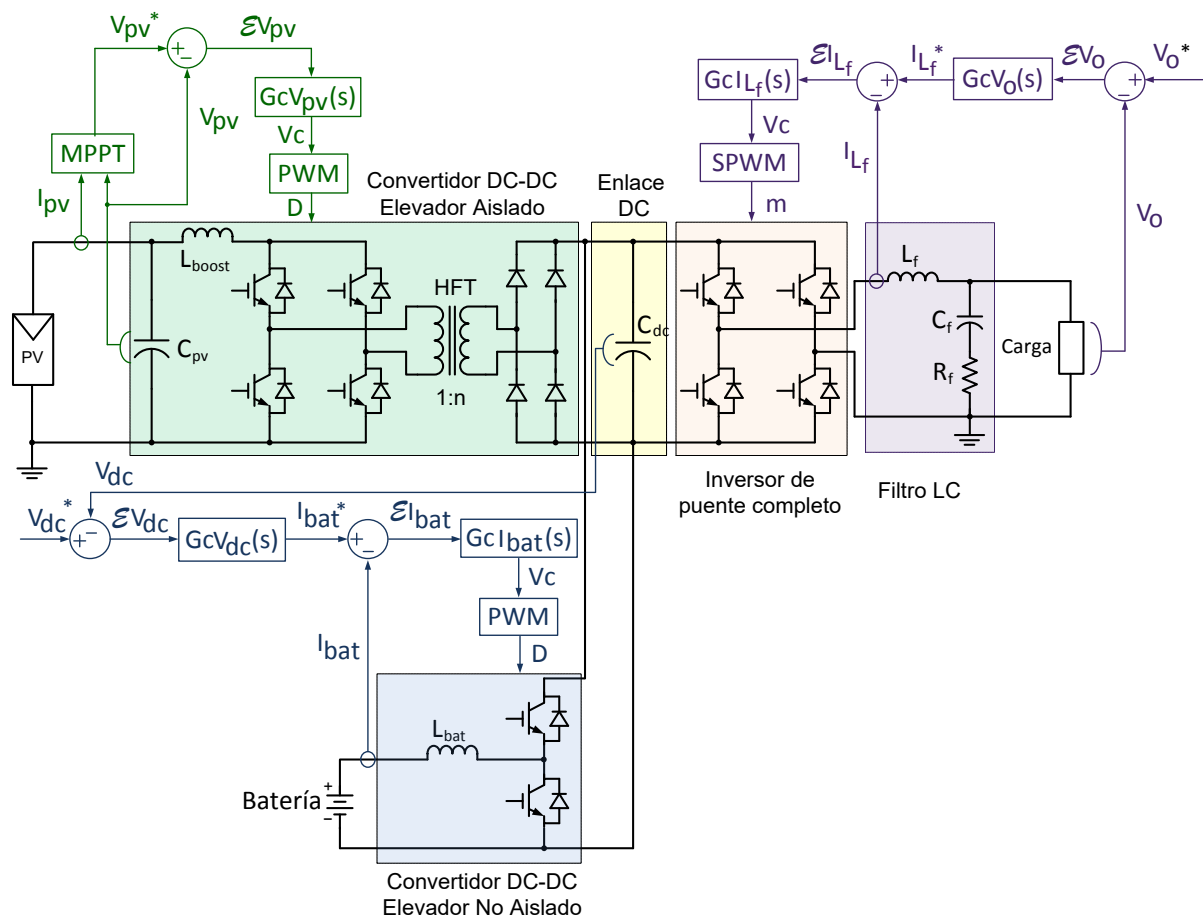 Vpv*
+
−
ƐVpv
GcVpv(s)
Vpv
Vc
MPPT
PWM
Ipv
D
Convertidor DC-DC
Elevador Aislado
Enlace
DC
Vo*
+
−
ƐVo
GcVo(s)
ILf*
+
−
ƐILf
GcILf(s)
Vc
ILf
SPWM
m
Vo
Lboost
HFT
Lf
PV
Cpv
Cdc
Cf
Rf
Carga
1:n
Inversor de
puente completo
Filtro LC
Vdc
Vdc*
+
−
ƐVdc
GcVdc(s)
Ibat*
+
−
ƐIbat
GcIbat(s)
Vc
PWM
Ibat
D
Lbat
Batería
+
−
Convertidor DC-DC
Elevador No Aislado